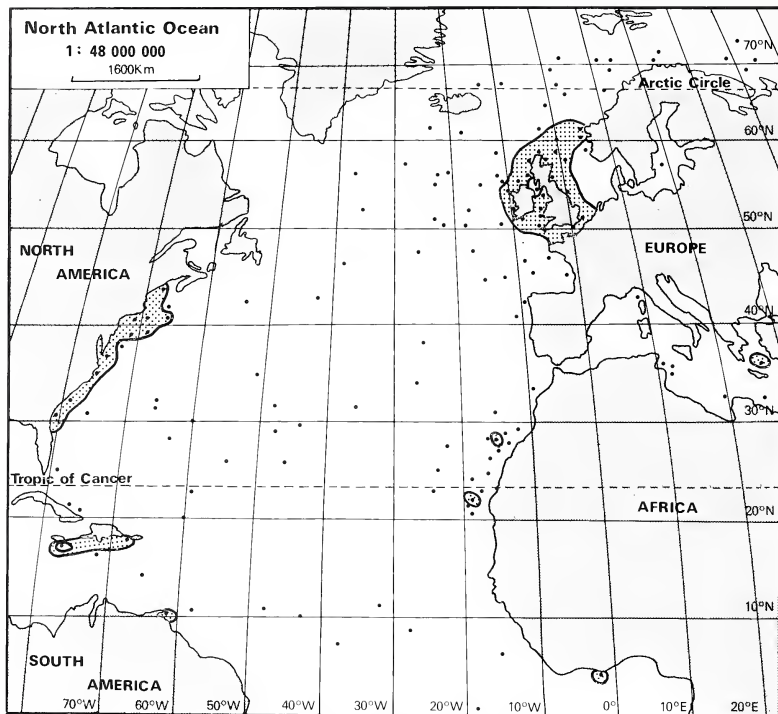 North Atlantic Ocean
1: 48 000 000
1600Km
70°N
Arctic Circle
60°N
50°N
NORTH
AMERICA
EUROPE
40°N
30°N
Tropic of Cancer
AFRICA
20°N
10°N
SOUTH
AMERICA
70°W
60°W
50°W
40°W
30°W
20°W
10°W
0°
10°E
20°E